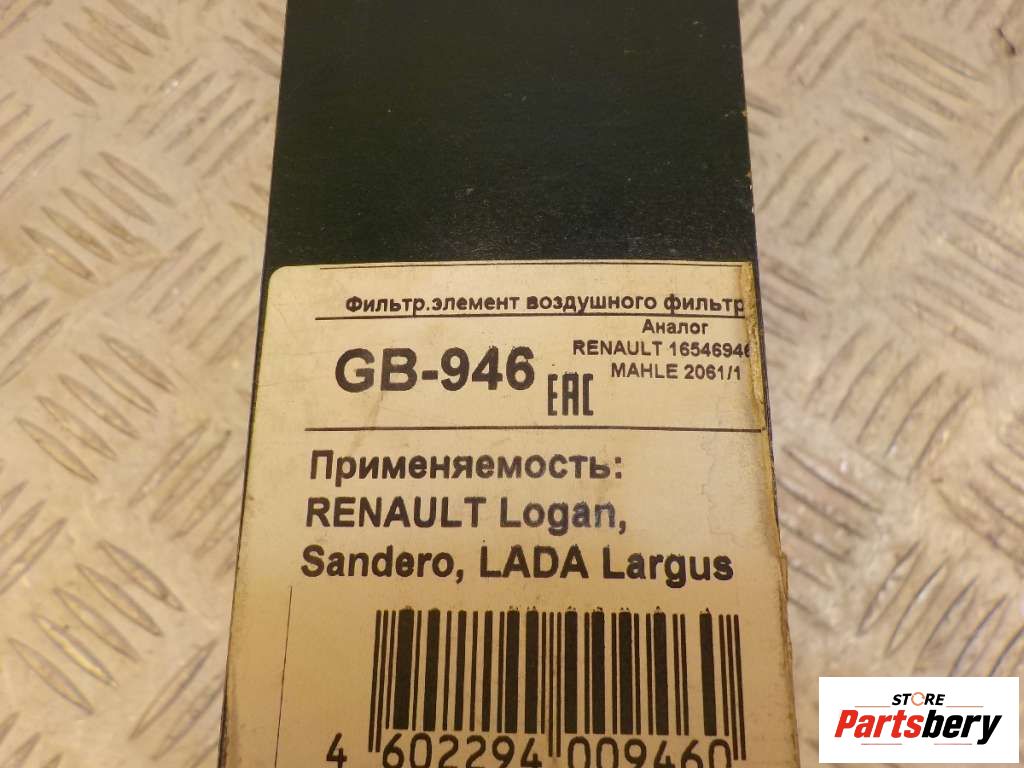 Фильтр.элемент воздушного фильтр
Аналог
RENAULT 16546946
MAHLE 2061/1
GB-946
EAC
Применяемость:
RENAULT Logan,
Sandero, LADA Largus
4 602294 009460
STORE
Partsbery